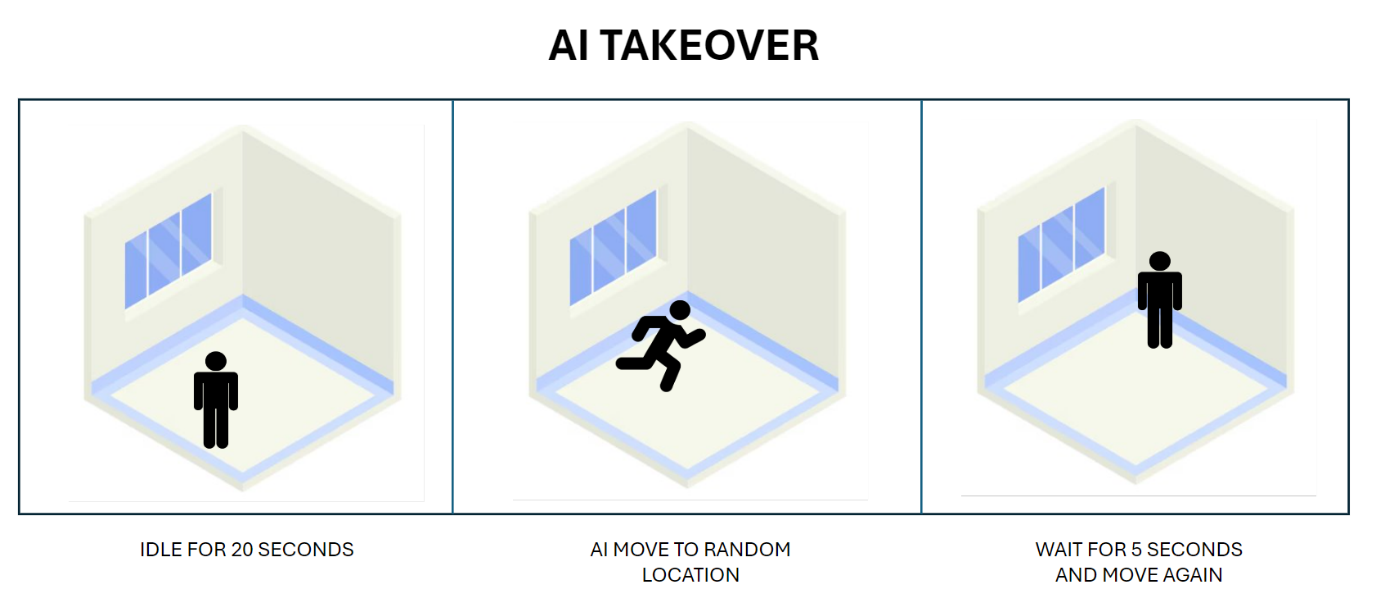 AI TAKEOVER
IDLE FOR 20 SECONDS
AI MOVE TO RANDOM
LOCATION
WAIT FOR 5 SECONDS
AND MOVE AGAIN